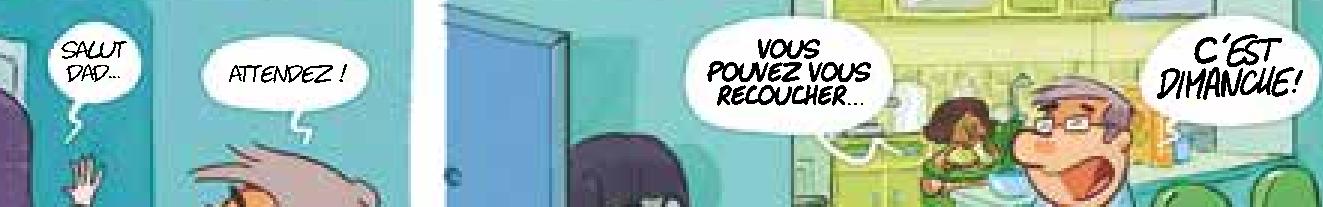 SALUT
DAD...
ATTENDEZ !
VOUS
POUVEZ VOUS
RECOUCHER...
C'EST
DIMANCHE!